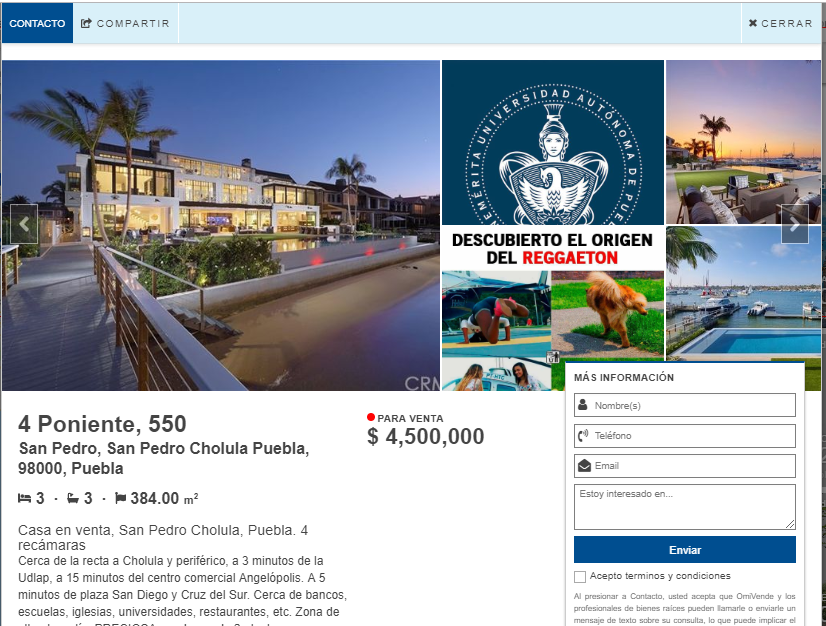 CONTACTO
COMPARTIR
CERRAR
BENEMÉRITA UNIVERSIDAD AUTÓNOMA DE PUEBLA
DESCUBIERTO EL ORIGEN
DEL REGGAETON
CRM
4 Poniente, 550
San Pedro, San Pedro Cholula Puebla,
98000, Puebla
3 · 3 · 384.00 m²
PARA VENTA
$ 4,500,000
Casa en venta, San Pedro Cholula, Puebla. 4
recámaras
Cerca de la recta a Cholula y periférico, a 3 minutos de la
Udlap, a 15 minutos del centro comercial Angelópolis. A 5
minutos de plaza San Diego y Cruz del Sur. Cerca de bancos,
escuelas, iglesias, universidades, restaurantes, etc. Zona de
MÁS INFORMACIÓN
Nombre(s)
Teléfono
Email
Estoy interesado en...
Enviar
Acepto terminos y condiciones
Al presionar a Contacto, usted acepta que OmiVende y los
profesionales de bienes raíces pueden llamarle o enviarle un
mensaje de texto sobre su consulta, lo que puede implicar el